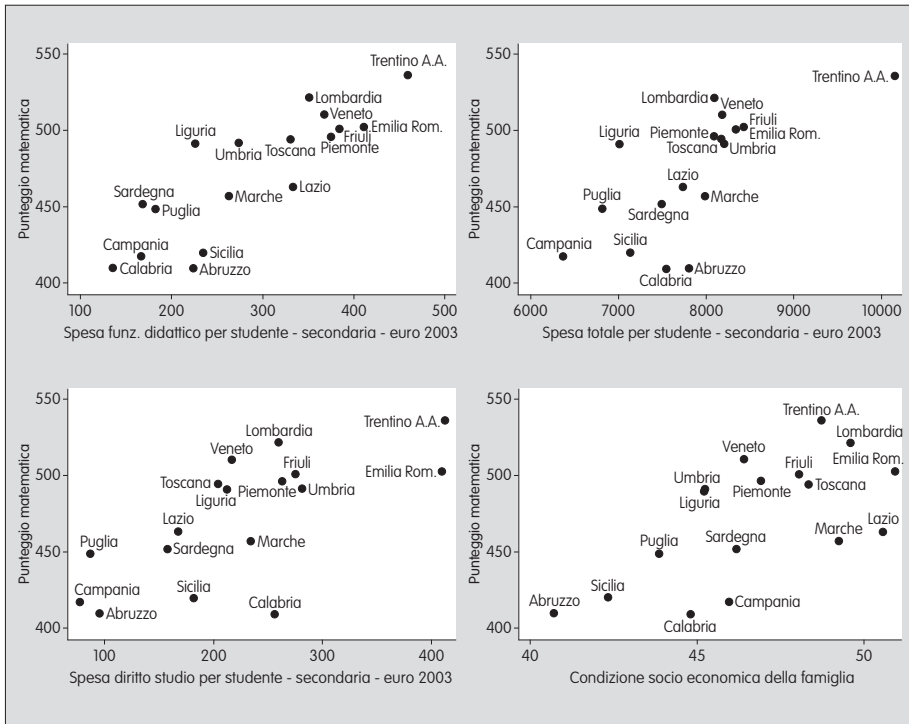 550
500
450
400
Punteggio matematica
Trentino A.A.
Lombardia
Veneto
Emilia Rom.
Friuli
Piemonte
Toscana
Liguria
Umbria
Lazio
Marche
Sardegna
Puglia
Sicilia
Campania
Calabria
Abruzzo
100 200 300 400 500
Spesa funz. didattico per studente - secondaria - euro 2003
550
500
450
400
Punteggio matematica
Trentino A.A.
Lombardia
Veneto
Friuli
Emilia Rom.
Piemonte
Liguria
Toscana
Umbria
Lazio
Marche
Puglia
Sardegna
Sicilia
Campania
Calabria
Abruzzo
6000 7000 8000 9000 10000
Spesa totale per studente - secondaria - euro 2003
550
500
450
400
Punteggio matematica
Trentino A.A.
Lombardia
Veneto
Friuli
Emilia Rom.
Toscana
Piemonte
Umbria
Liguria
Lazio
Marche
Puglia
Sardegna
Campania
Sicilia
Abruzzo
Calabria
100 200 300 400
Spesa diritto studio per studente - secondaria - euro 2003
550
500
450
400
Punteggio matematica
Trentino A.A.
Lombardia
Veneto
Emilia Rom.
Friuli
Umbria
Piemonte
Toscana
Liguria
Lazio
Marche
Puglia
Sardegna
Sicilia
Abruzzo
Campania
Calabria
40 45 50
Condizione socio economica della famiglia